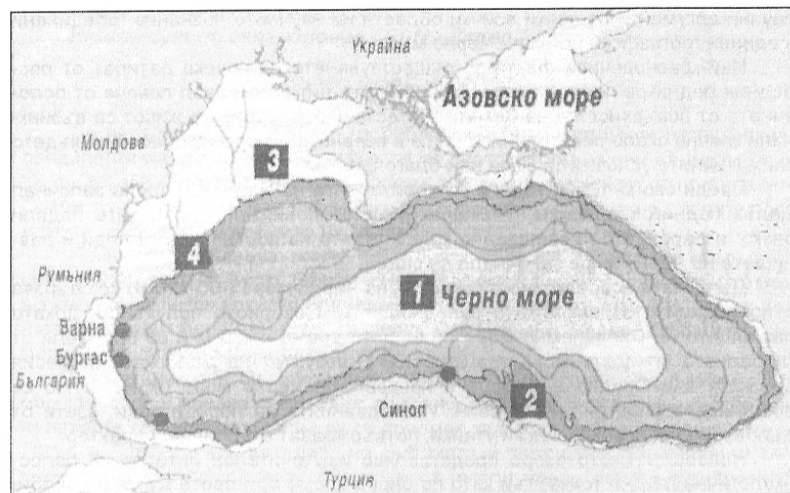 Украйна
Азовско море
Молдова
3
4
Румъния
1
Черно море
Варна
Бургас
България
Синоп
2
Турция